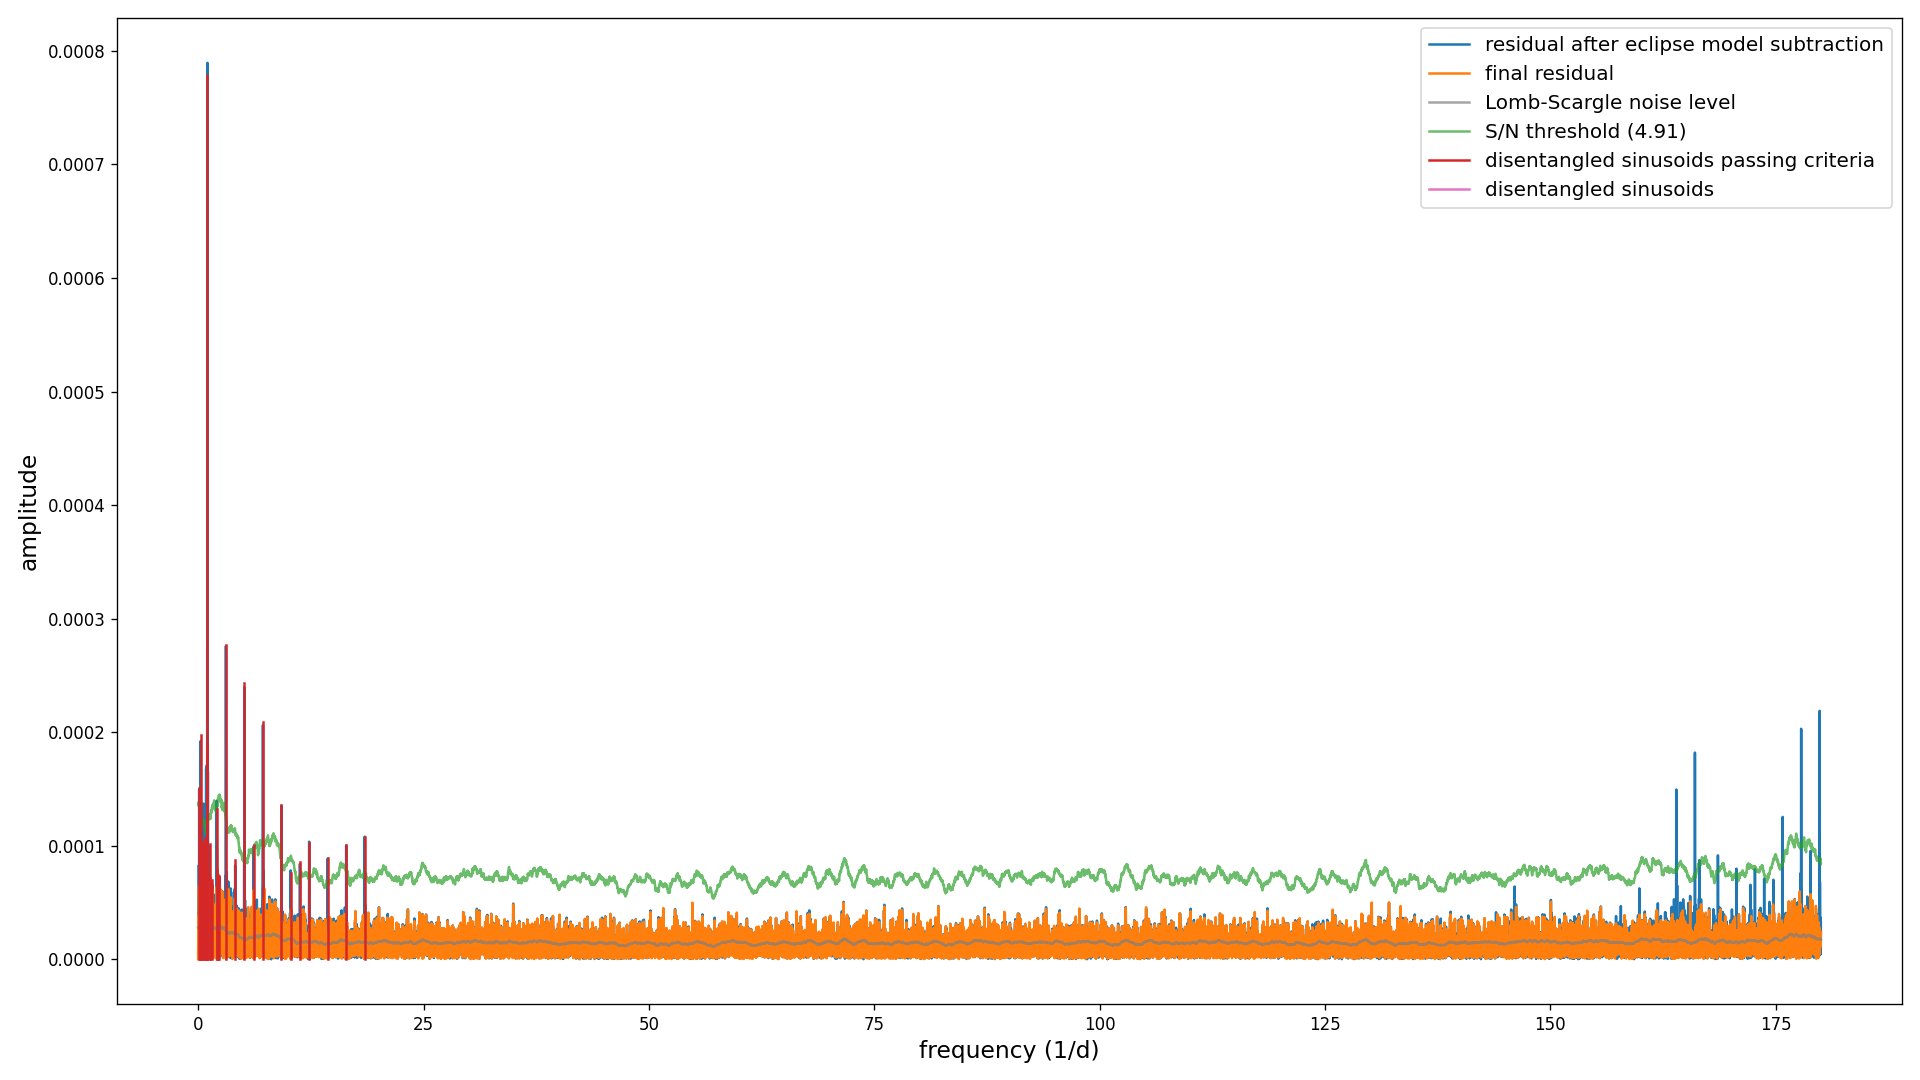 0.0008
0.0007
0.0006
0.0005
0.0004
0.0003
0.0002
0.0001
0.0000
amplitude
0
25
50
75
100
125
150
175
frequency (1/d)
residual after eclipse model subtraction
final residual
Lomb-Scargle noise level
S/N threshold (4.91)
disentangled sinusoids passing criteria
disentangled sinusoids